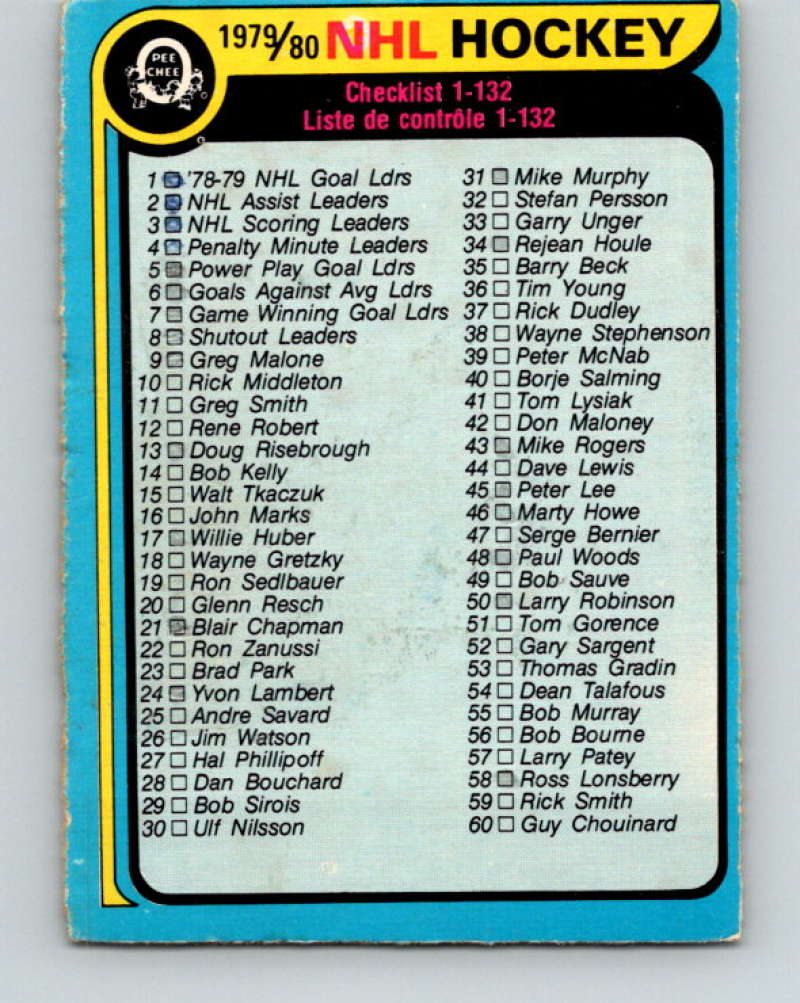 PEE
CHEE
1979/80 NHL HOCKEY
Checklist 1-132
Liste de contrôle 1-132
1 '78-79 NHL Goal Ldrs
2 NHL Assist Leaders
3 NHL Scoring Leaders
4 Penalty Minute Leaders
5 Power Play Goal Ldrs
6 Goals Against Avg Ldrs
7 Game Winning Goal Ldrs
8 Shutout Leaders
9 Greg Malone
10 Rick Middleton
11 Greg Smith
12 Rene Robert
13 Doug Risebrough
14 Bob Kelly
15 Walt Tkaczuk
16 John Marks
17 Willie Huber
18 Wayne Gretzky
19 Ron Sedlbauer
20 Glenn Resch
21 Blair Chapman
22 Ron Zanussi
23 Brad Park
24 Yvon Lambert
25 Andre Savard
26 Jim Watson
27 Hal Phillipoff
28 Dan Bouchard
29 Bob Sirois
30 Ulf Nilsson
31 Mike Murphy
32 Stefan Persson
33 Garry Unger
34 Rejean Houle
35 Barry Beck
36 Tim Young
37 Rick Dudley
38 Wayne Stephenson
39 Peter McNab
40 Borje Salming
41 Tom Lysiak
42 Don Maloney
43 Mike Rogers
44 Dave Lewis
45 Peter Lee
46 Marty Howe
47 Serge Bernier
48 Paul Woods
49 Bob Sauve
50 Larry Robinson
51 Tom Gorence
52 Gary Sargent
53 Thomas Gradin
54 Dean Talafous
55 Bob Murray
56 Bob Bourne
57 Larry Patey
58 Ross Lonsberry
59 Rick Smith
60 Guy Chouinard